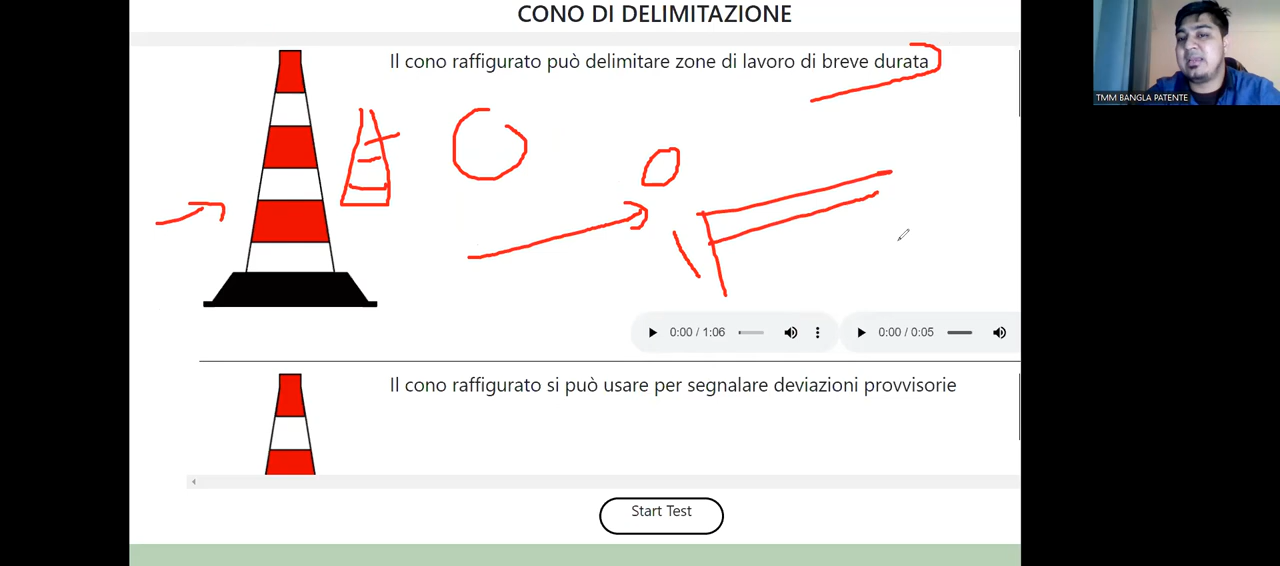 CONO DI DELIMITAZIONE
Il cono raffigurato può delimitare zone di lavoro di breve durata
TMM BANGLA PATENTE
0:00 / 1:06
0:00 / 0:05
Il cono raffigurato si può usare per segnalare deviazioni provvisorie
Start Test